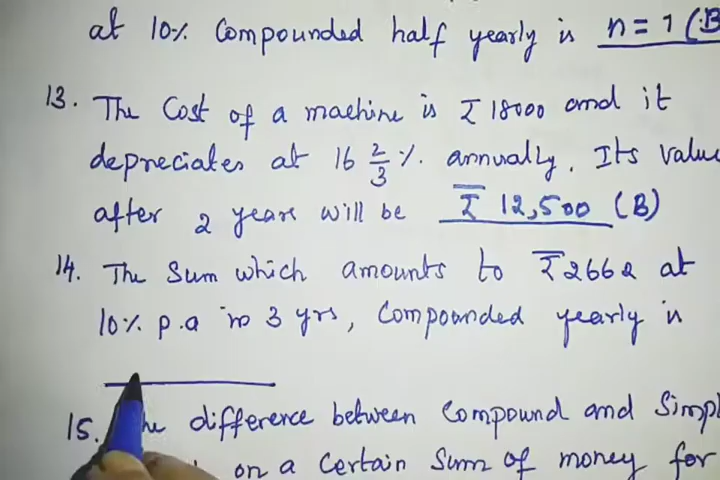 at 10% Compounded half yearly is n = 1 (B
13. The Cost of a machine is ₹ 18000 and it
depreciates at 16 2/3 %. annually. Its value
after 2 years will be ₹ 12,500 (B)
14. The Sum which amounts to ₹ 2662 at
10% p.a in 3 yrs, Compounded yearly is
15. The difference between Compound and Simpl
on a Certain Sum of money for